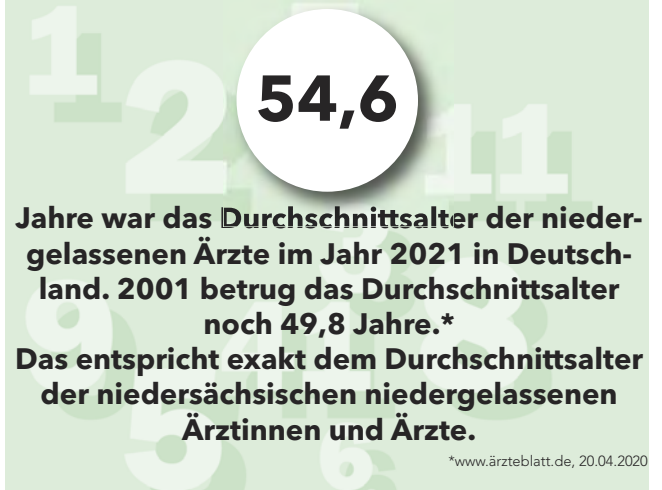 54,6
Jahre war das Durchschnittsalter der nieder-
gelassenen Ärzte im Jahr 2021 in Deutsch-
land. 2001 betrug das Durchschnittsalter
noch 49,8 Jahre.*
Das entspricht exakt dem Durchschnittsalter
der niedersächsischen niedergelassenen
Ärztinnen und Ärzte.
*www.ärzteblatt.de, 20.04.2020